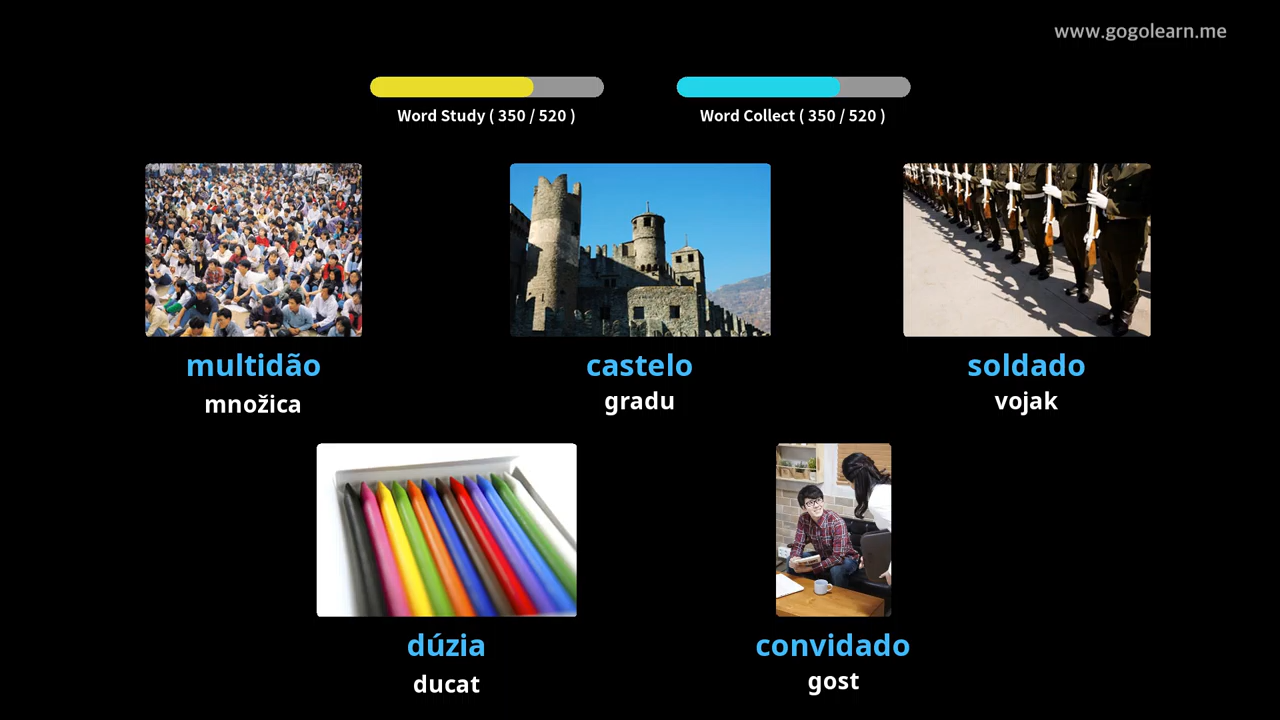 www.gogolearn.me
Word Study ( 350 / 520 )
Word Collect ( 350 / 520 )
multidão
množica
castelo
gradu
soldado
vojak
dúzia
ducat
convidado
gost